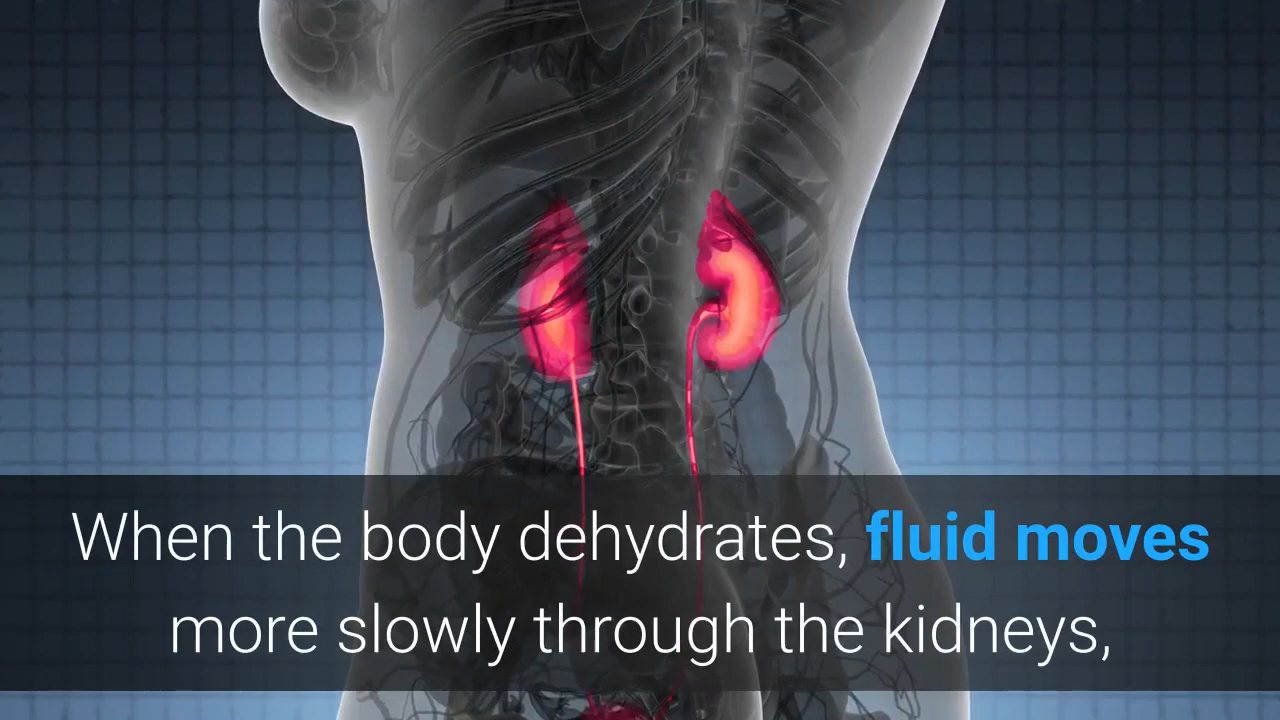 When the body dehydrates, fluid moves
more slowly through the kidneys,